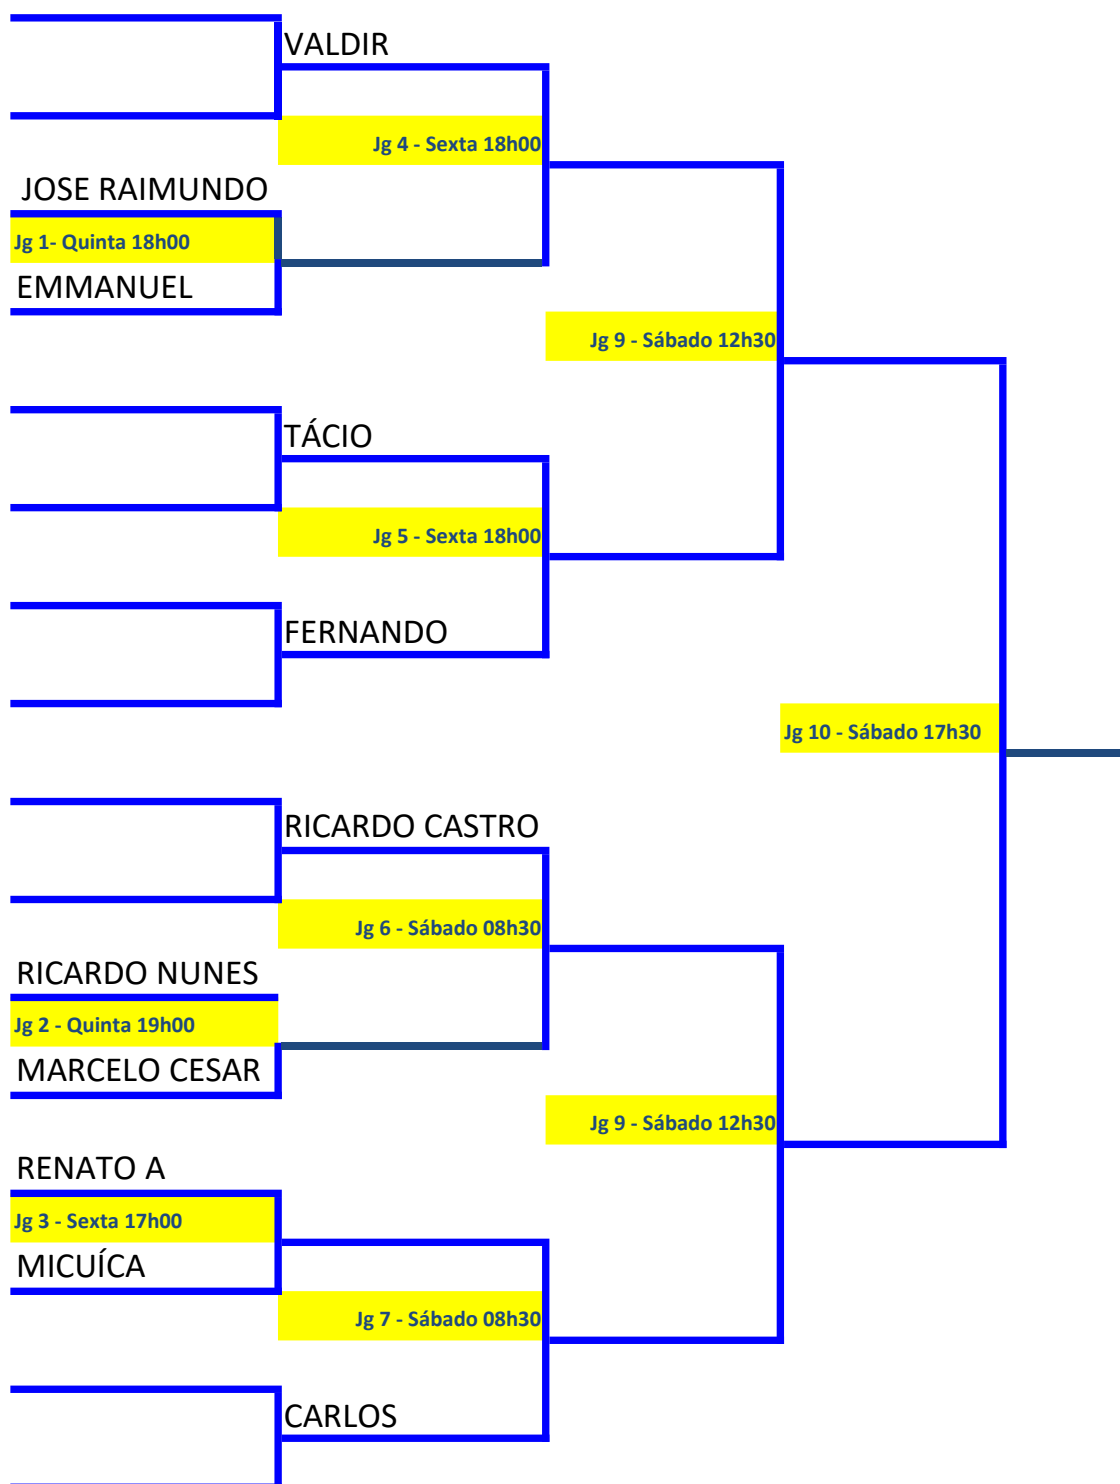 VALDIR
Jg 4 - Sexta 18h00
JOSE RAIMUNDO
Jg 1- Quinta 18h00
EMMANUEL
Jg 9 - Sábado 12h30
TÁCIO
Jg 5 - Sexta 18h00
FERNANDO
Jg 10 - Sábado 17h30
RICARDO CASTRO
Jg 6 - Sábado 08h30
RICARDO NUNES
Jg 2 - Quinta 19h00
MARCELO CESAR
Jg 9 - Sábado 12h30
RENATO A
Jg 3 - Sexta 17h00
MICUÍCA
Jg 7 - Sábado 08h30
CARLOS